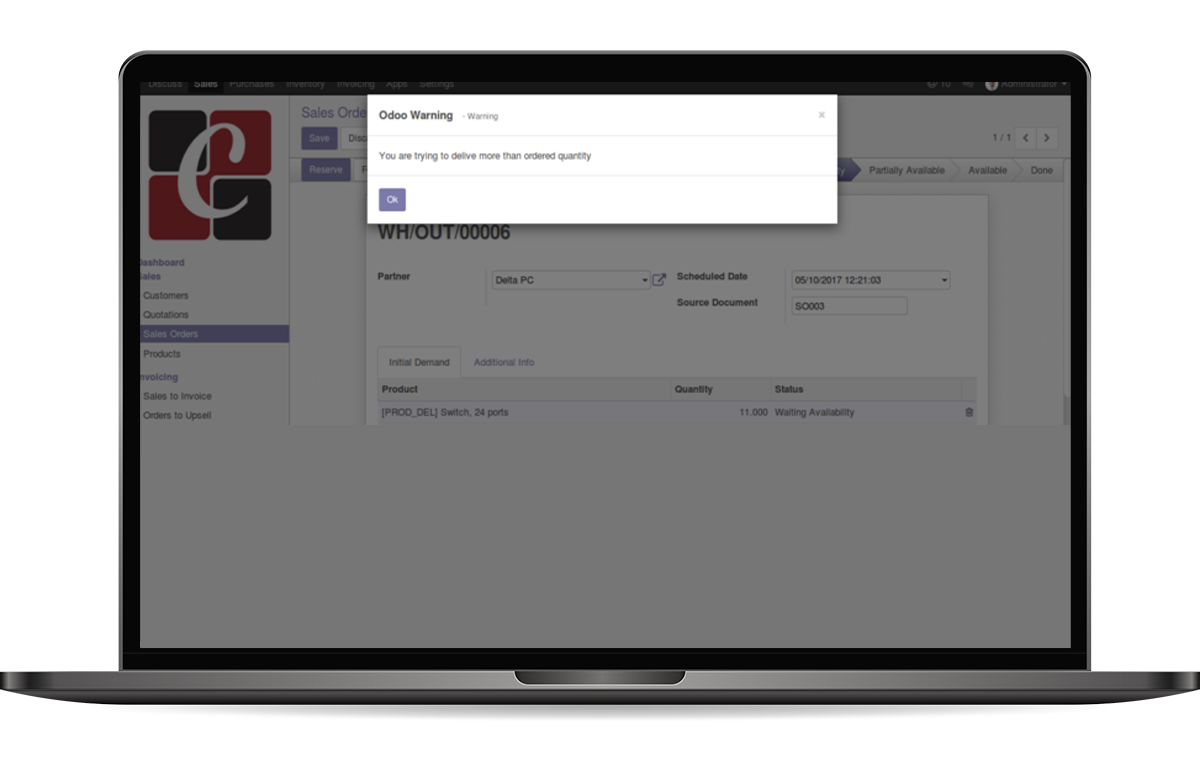 Discuss Sales Purchases Inventory Invoicing Apps Settings @ 10 Administrator
Sales Orde
Odoo Warning - Warning ×
Save Disc
1 / 1
You are trying to delive more than ordered quantity
Reserve
Partially Available Available Done
Ok
C
WH/OUT/00006
Dashboard
Sales
Customers
Quotations
Sales Orders
Products
Invoicing
Sales to Invoice
Orders to Upsell
Partner Delta PC Scheduled Date 05/10/2017 12:21:03
Source Document SO003
Initial Demand Additional Info
Product Quantity Status
[PROD_DEL] Switch, 24 ports 11.000 Waiting Availability